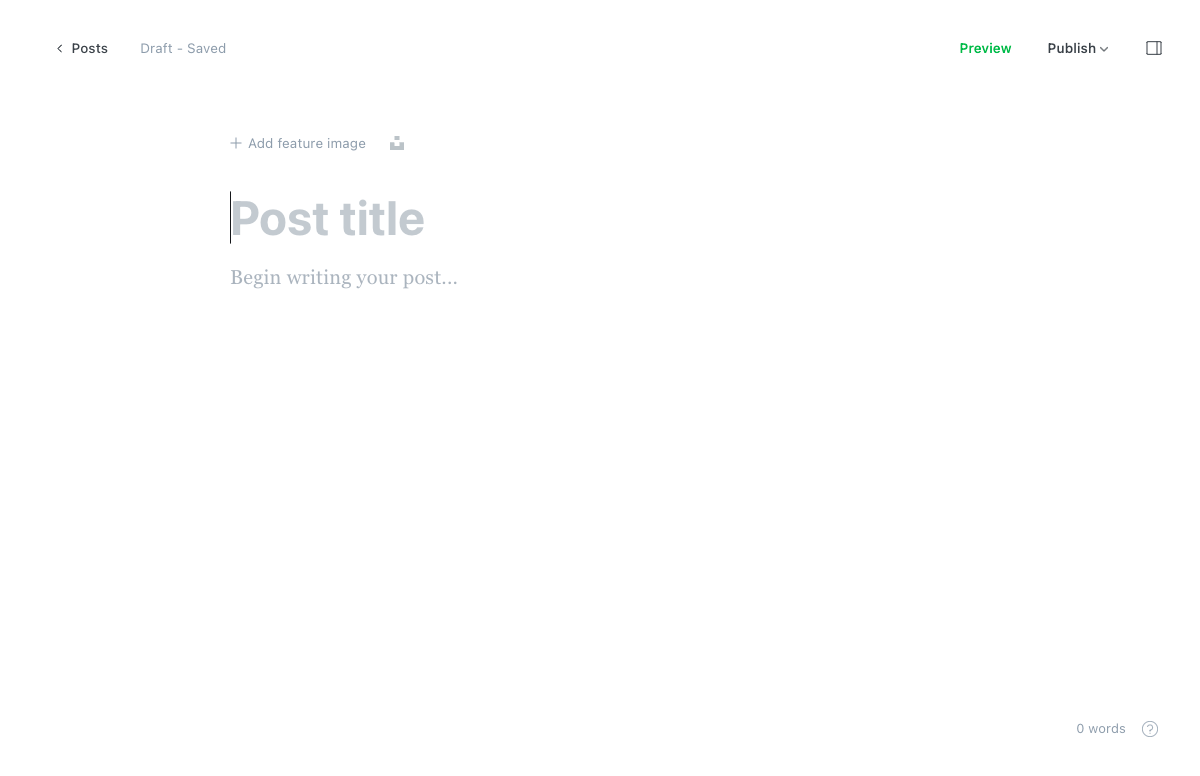 Posts Draft - Saved Preview Publish
Add feature image
Post title
Begin writing your post...
0 words ?